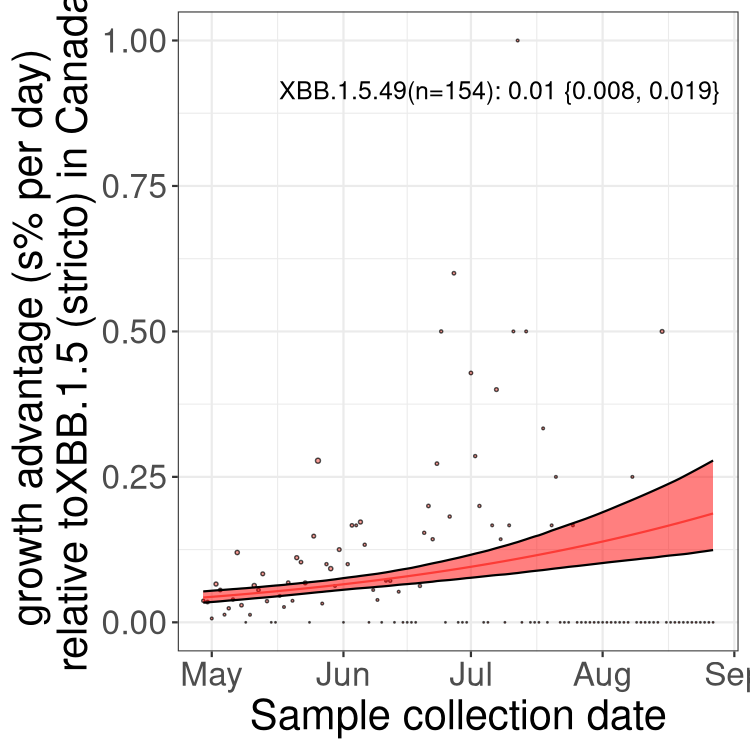 growth advantage (s% per day)
relative toXBB.1.5 (stricto) in Canada
1.00
XBB.1.5.49(n=154): 0.01 {0.008, 0.019}
0.75
0.50
0.25
0.00
May Jun Jul Aug Sep
Sample collection date